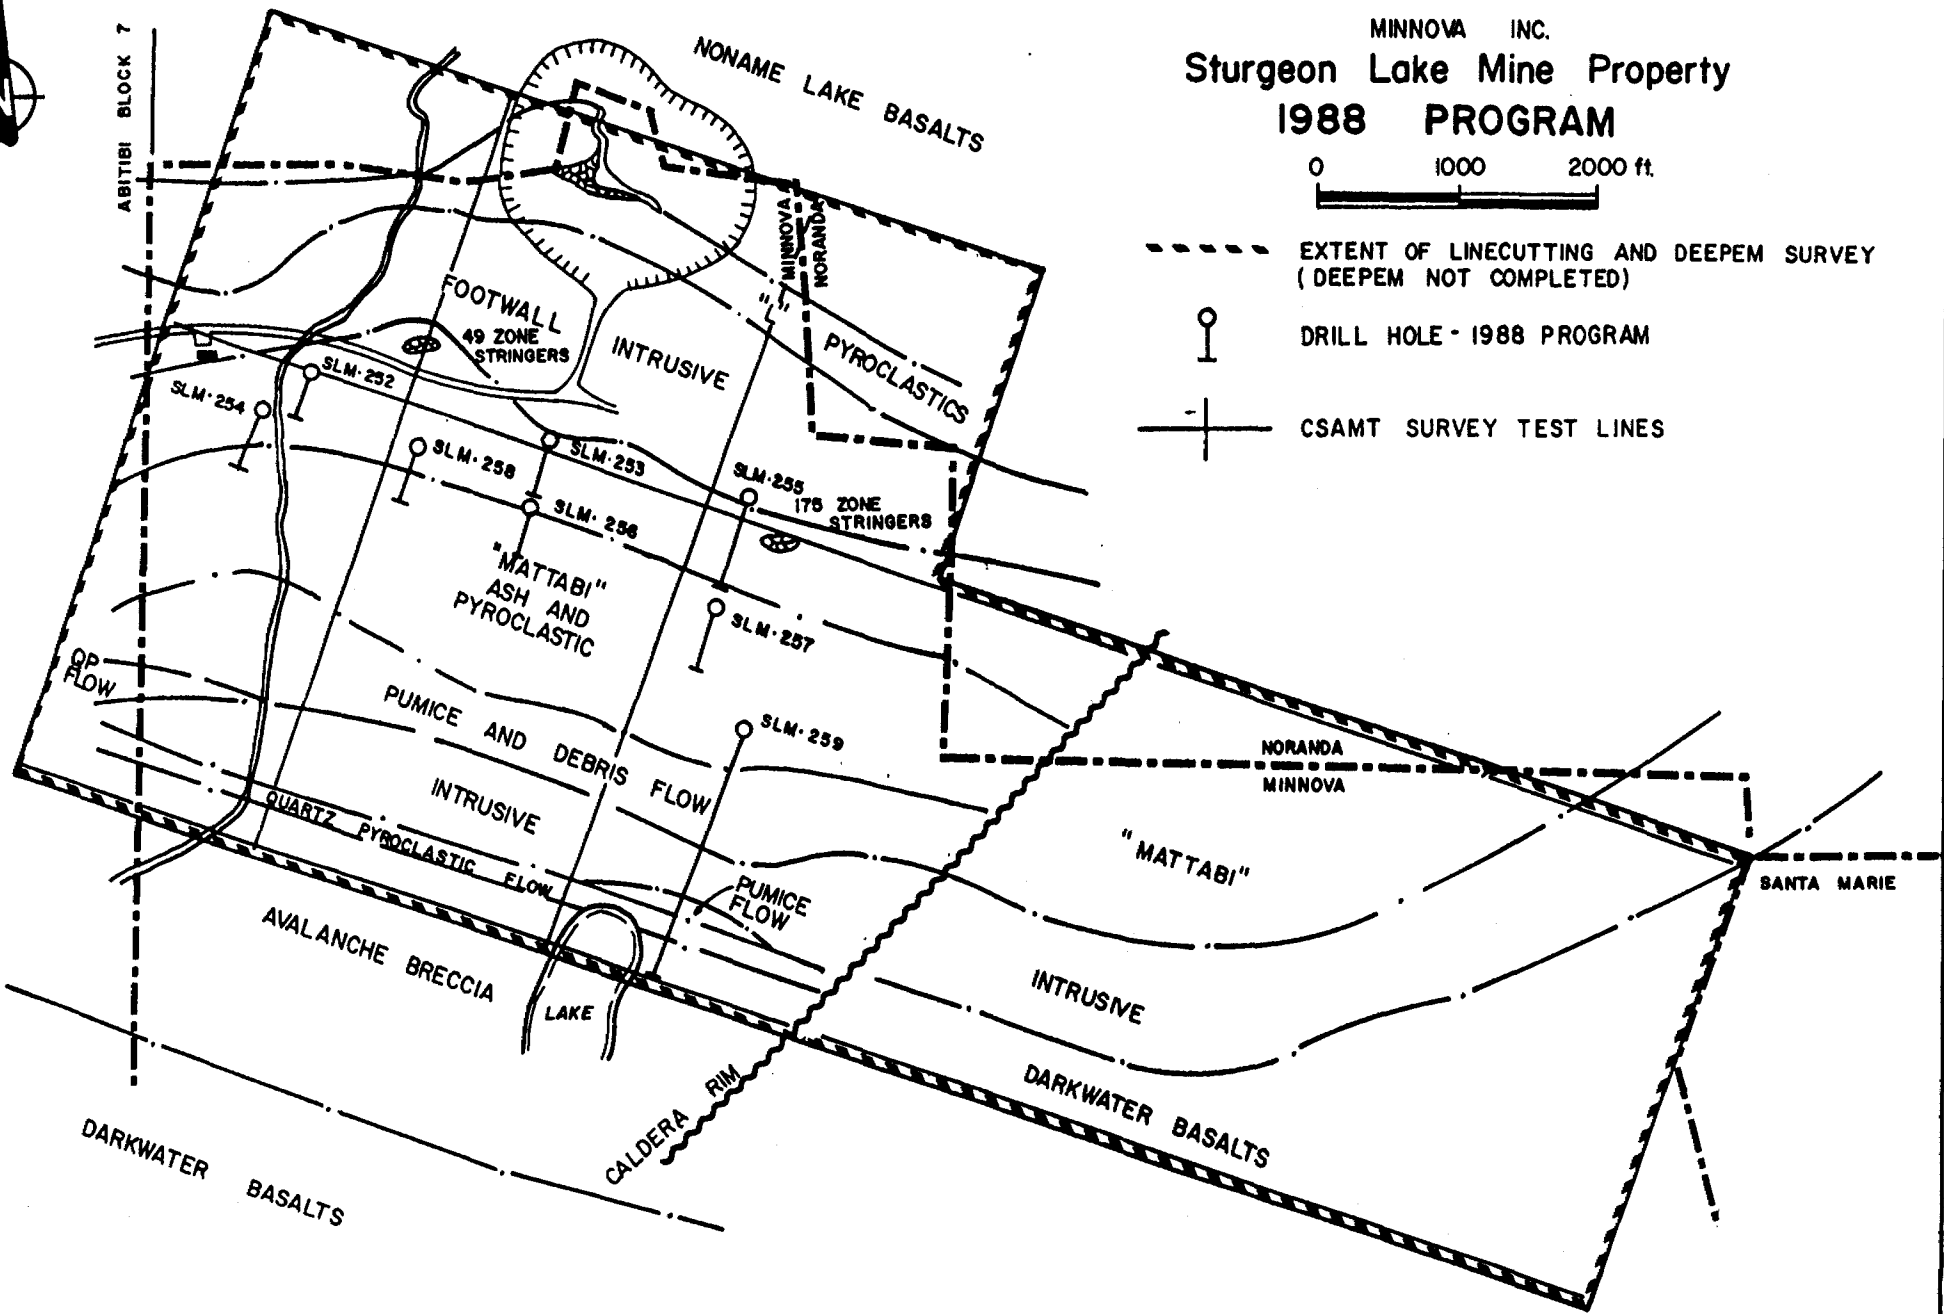 MINNOVA INC.
Sturgeon Lake Mine Property
1988 PROGRAM
0 1000 2000 ft.
EXTENT OF LINECUTTING AND DEEPEM SURVEY
(DEEPEM NOT COMPLETED)
DRILL HOLE - 1988 PROGRAM
CSAMT SURVEY TEST LINES
ABITIBI BLOCK 7
NONAME LAKE BASALTS
MINNOVA
NORANDA
FOOTWALL
INTRUSIVE
49 ZONE
STRINGERS
"L"
PYROCLASTICS
SLM-252
SLM-254
SLM-258
SLM-253
SLM-255
175 ZONE
STRINGERS
SLM-256
"MATTABI"
ASH AND
PYROCLASTIC
SLM-257
QP
FLOW
PUMICE AND DEBRIS FLOW
SLM-259
NORANDA
MINNOVA
INTRUSIVE
QUARTZ PYROCLASTIC FLOW
"MATTABI"
PUMICE
FLOW
SANTA MARIE
AVALANCHE BRECCIA
LAKE
INTRUSIVE
CALDERA RIM
DARKWATER BASALTS
DARKWATER BASALTS